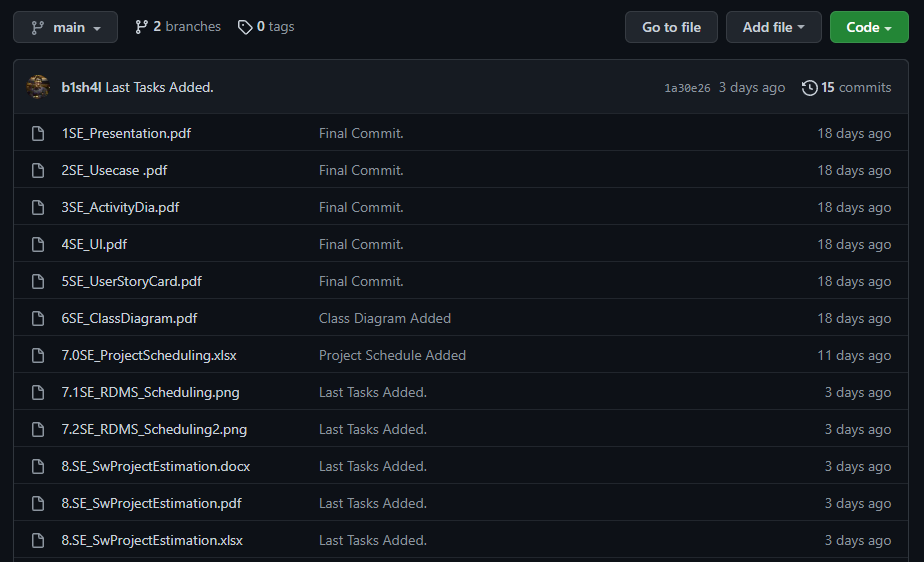 main 2 branches 0 tags Go to file Add file Code
b1sh4l Last Tasks Added. 1a30e26 3 days ago 15 commits
1SE_Presentation.pdf Final Commit. 18 days ago
2SE_Usecase .pdf Final Commit. 18 days ago
3SE_ActivityDia.pdf Final Commit. 18 days ago
4SE_UI.pdf Final Commit. 18 days ago
5SE_UserStoryCard.pdf Final Commit. 18 days ago
6SE_ClassDiagram.pdf Class Diagram Added 18 days ago
7.0SE_ProjectScheduling.xlsx Project Schedule Added 11 days ago
7.1SE_RDMS_Scheduling.png Last Tasks Added. 3 days ago
7.2SE_RDMS_Scheduling2.png Last Tasks Added. 3 days ago
8.SE_SwProjectEstimation.docx Last Tasks Added. 3 days ago
8.SE_SwProjectEstimation.pdf Last Tasks Added. 3 days ago
8.SE_SwProjectEstimation.xlsx Last Tasks Added. 3 days ago